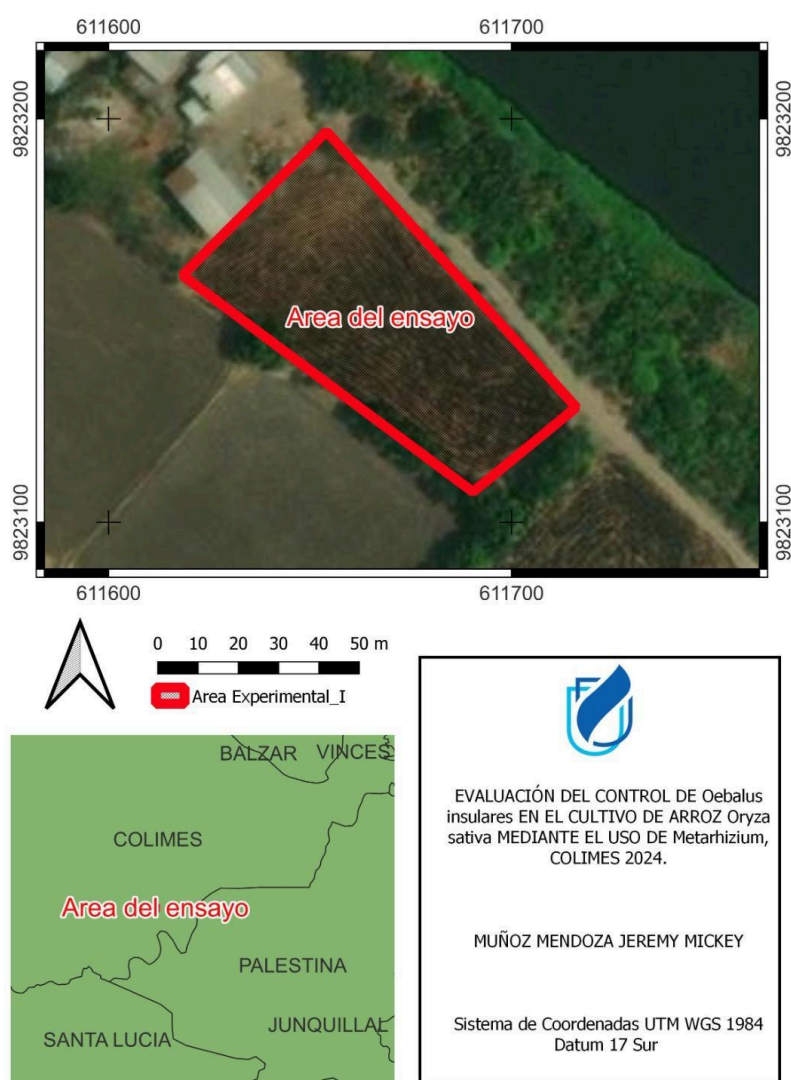 611600
611700
9823200
9823200
Area del ensayo
9823100
9823100
611600
611700
0 10 20 30 40 50 m
Area Experimental_I
BALZAR VINCES
COLIMES
Area del ensayo
PALESTINA
JUNQUILLAL
SANTA LUCIA
EVALUACIÓN DEL CONTROL DE Oebalus
insulares EN EL CULTIVO DE ARROZ Oryza
sativa MEDIANTE EL USO DE Metarhizium,
COLIMES 2024.
MUÑOZ MENDOZA JEREMY MICKEY
Sistema de Coordenadas UTM WGS 1984
Datum 17 Sur